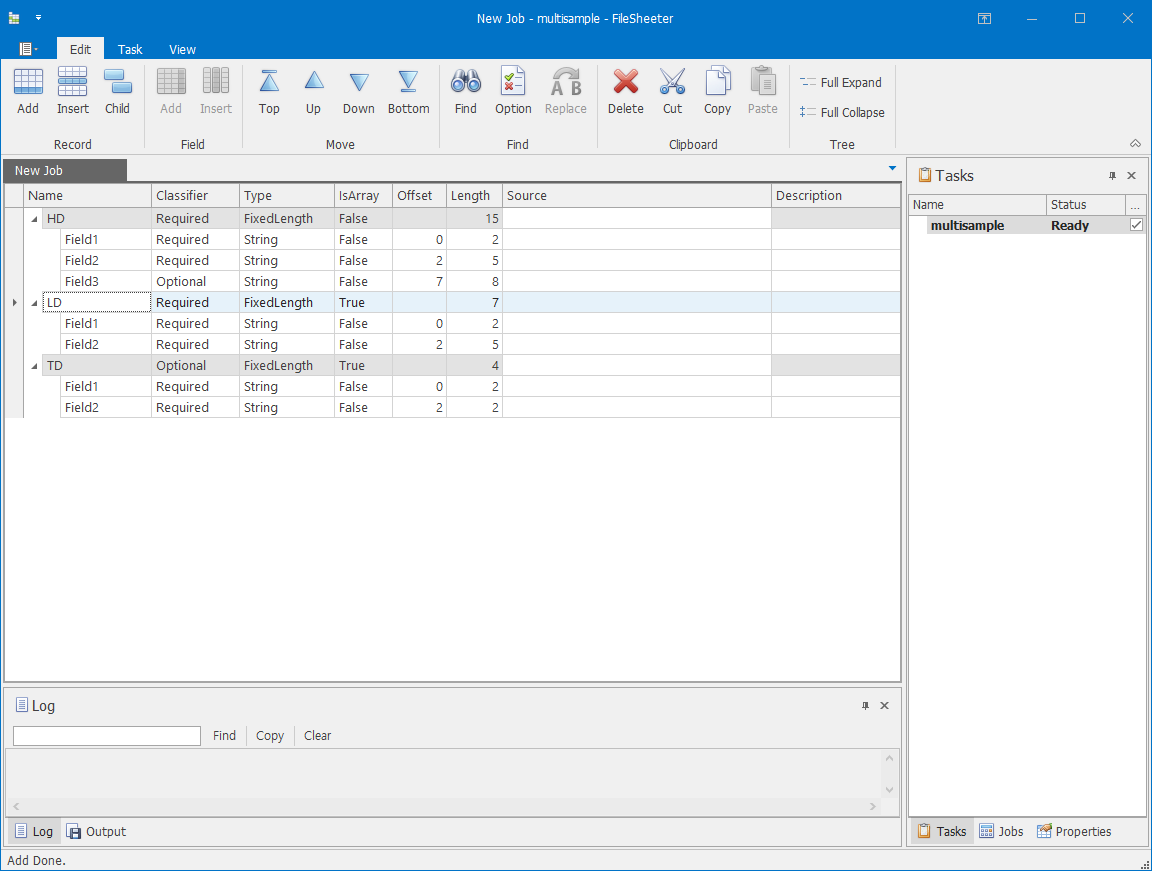 New Job - multisample - FileSheeter
Edit Task View
Add Insert Child Add Insert Top Up Down Bottom Find Option Replace Delete Cut Copy Paste Full Expand
Full Collapse
Record Field Move Find Clipboard Tree
New Job
Name Classifier Type IsArray Offset Length Source Description
HD Required FixedLength False 15
Field1 Required String False 0 2
Field2 Required String False 2 5
Field3 Optional String False 7 8
LD Required FixedLength True 7
Field1 Required String False 0 2
Field2 Required String False 2 5
TD Optional FixedLength True 4
Field1 Required String False 0 2
Field2 Required String False 2 2
Tasks
Name Status ...
multisample Ready
Log
Find Copy Clear
Log Output
Tasks Jobs Properties
Add Done.